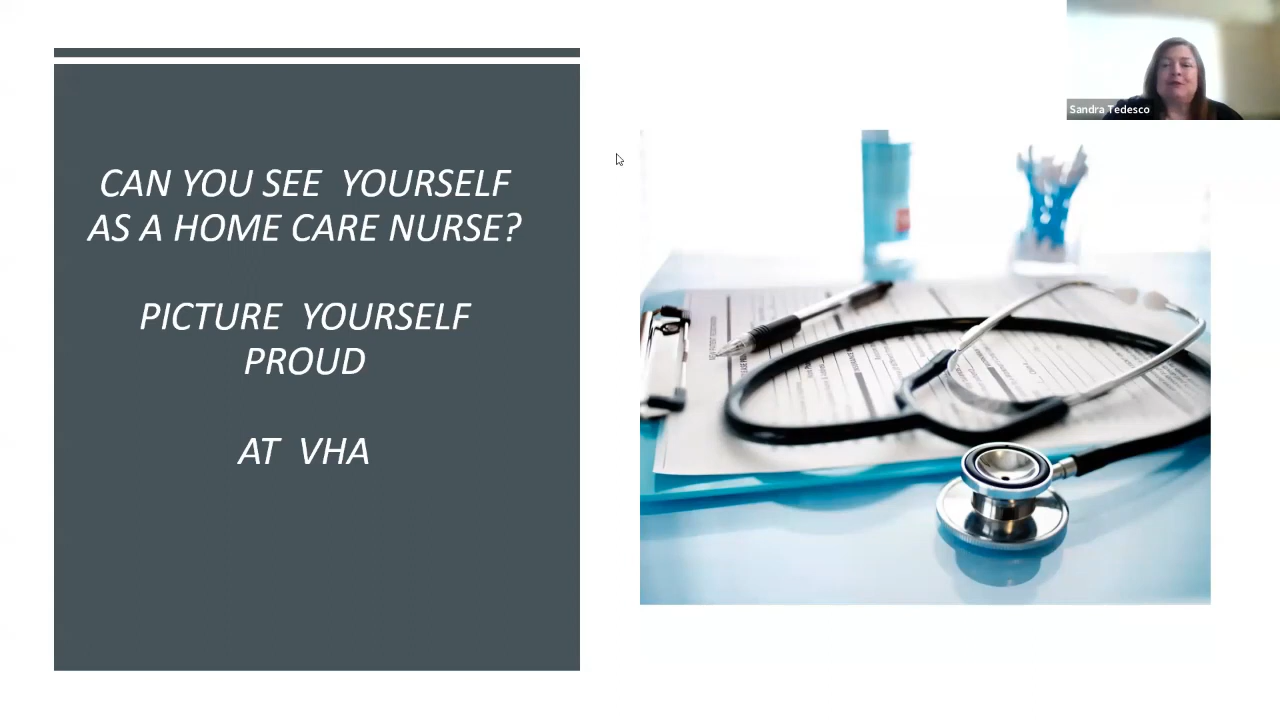 CAN YOU SEE YOURSELF
AS A HOME CARE NURSE?
PICTURE YOURSELF
PROUD
AT VHA
Sandra Tedesco